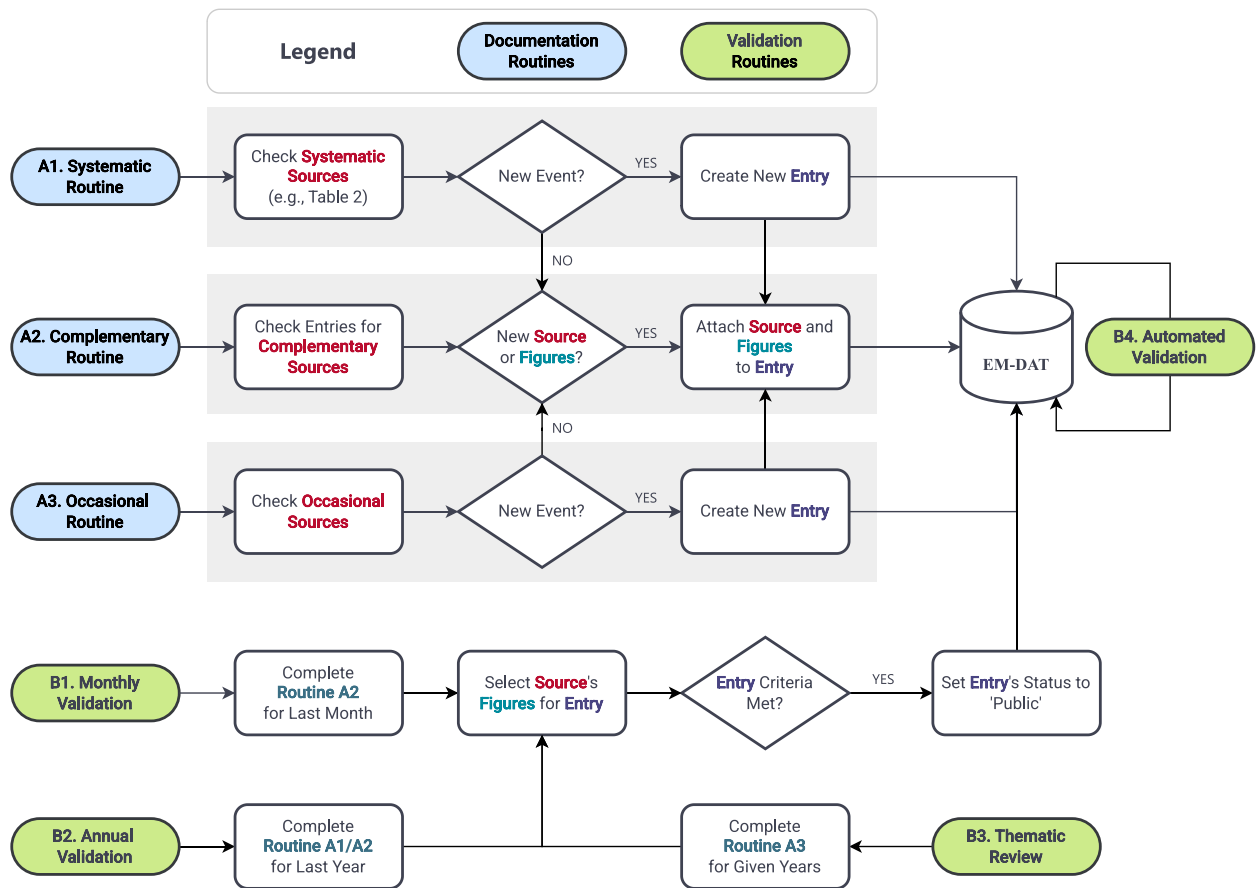 Legend
Documentation
Routines
Validation
Routines
A1. Systematic
Routine
Check Systematic
Sources
(e.g., Table 2)
New Event?
YES
Create New Entry
NO
A2. Complementary
Routine
Check Entries for
Complementary
Sources
New Source
or Figures?
YES
Attach Source and
Figures
to Entry
EM-DAT
B4. Automated
Validation
NO
A3. Occasional
Routine
Check Occasional
Sources
New Event?
YES
Create New Entry
B1. Monthly
Validation
Complete
Routine A2
for Last Month
Select Source's
Figures for Entry
Entry Criteria
Met?
YES
Set Entry's Status to
'Public'
B2. Annual
Validation
Complete
Routine A1/A2
for Last Year
Complete
Routine A3
for Given Years
B3. Thematic
Review